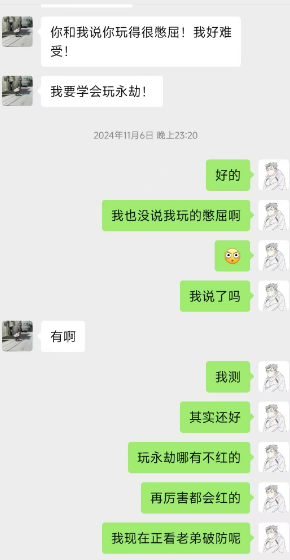 你和我说你玩得很憋屈！我好难
受！
我要学会玩永劫！
2024年11月6日 晚上23:20
好的
我也没说我玩的憋屈啊
😳
我说了吗
有啊
我测
其实还好
玩永劫哪有不红的
再厉害都会红的
我现在正看老弟破防呢